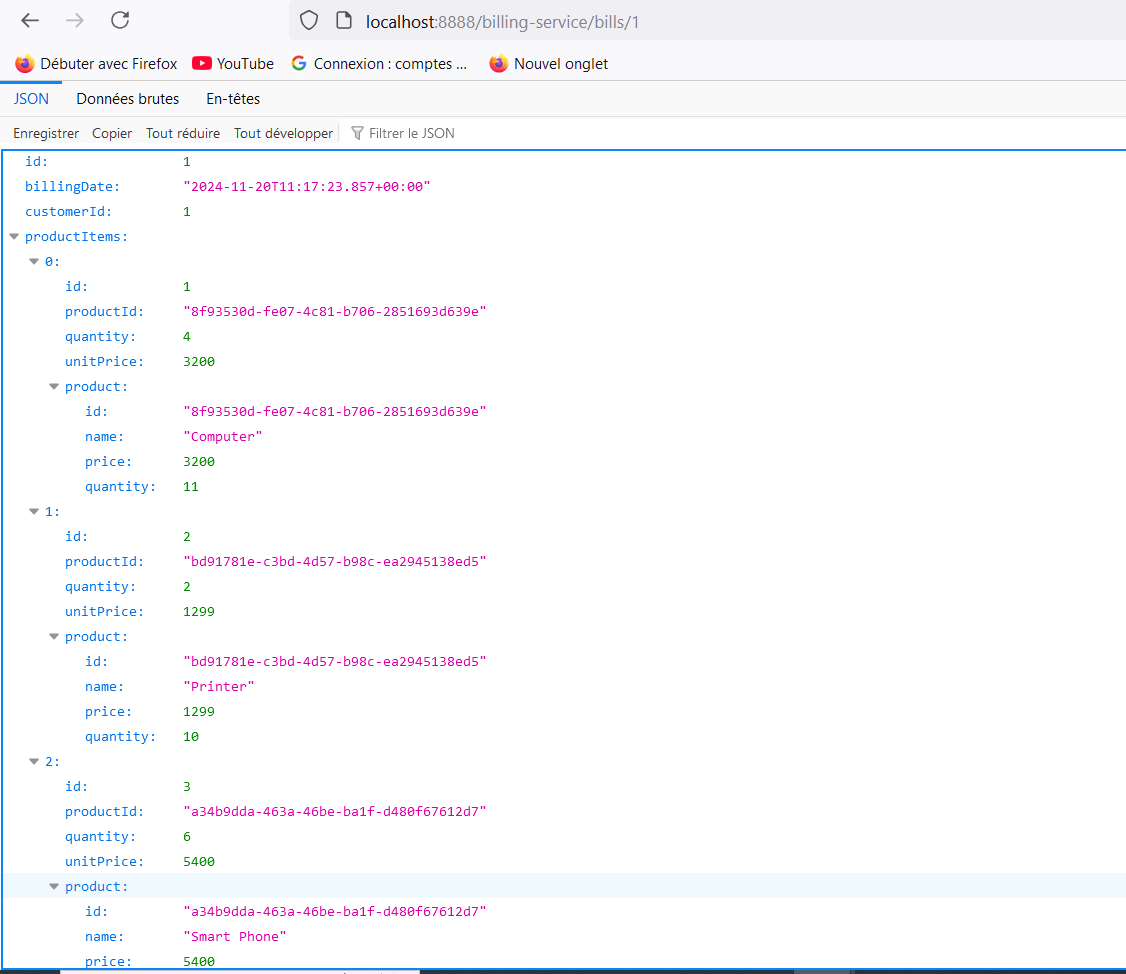 localhost:8888/billing-service/bills/1
Débuter avec Firefox YouTube Connexion : comptes ... Nouvel onglet
JSON Données brutes En-têtes
Enregistrer Copier Tout réduire Tout développer Filtrer le JSON
id: 1
billingDate: "2024-11-20T11:17:23.857+00:00"
customerId: 1
productItems:
0:
id: 1
productId: "8f93530d-fe07-4c81-b706-2851693d639e"
quantity: 4
unitPrice: 3200
product:
id: "8f93530d-fe07-4c81-b706-2851693d639e"
name: "Computer"
price: 3200
quantity: 11
1:
id: 2
productId: "bd91781e-c3bd-4d57-b98c-ea2945138ed5"
quantity: 2
unitPrice: 1299
product:
id: "bd91781e-c3bd-4d57-b98c-ea2945138ed5"
name: "Printer"
price: 1299
quantity: 10
2:
id: 3
productId: "a34b9dda-463a-46be-ba1f-d480f67612d7"
quantity: 6
unitPrice: 5400
product:
id: "a34b9dda-463a-46be-ba1f-d480f67612d7"
name: "Smart Phone"
price: 5400